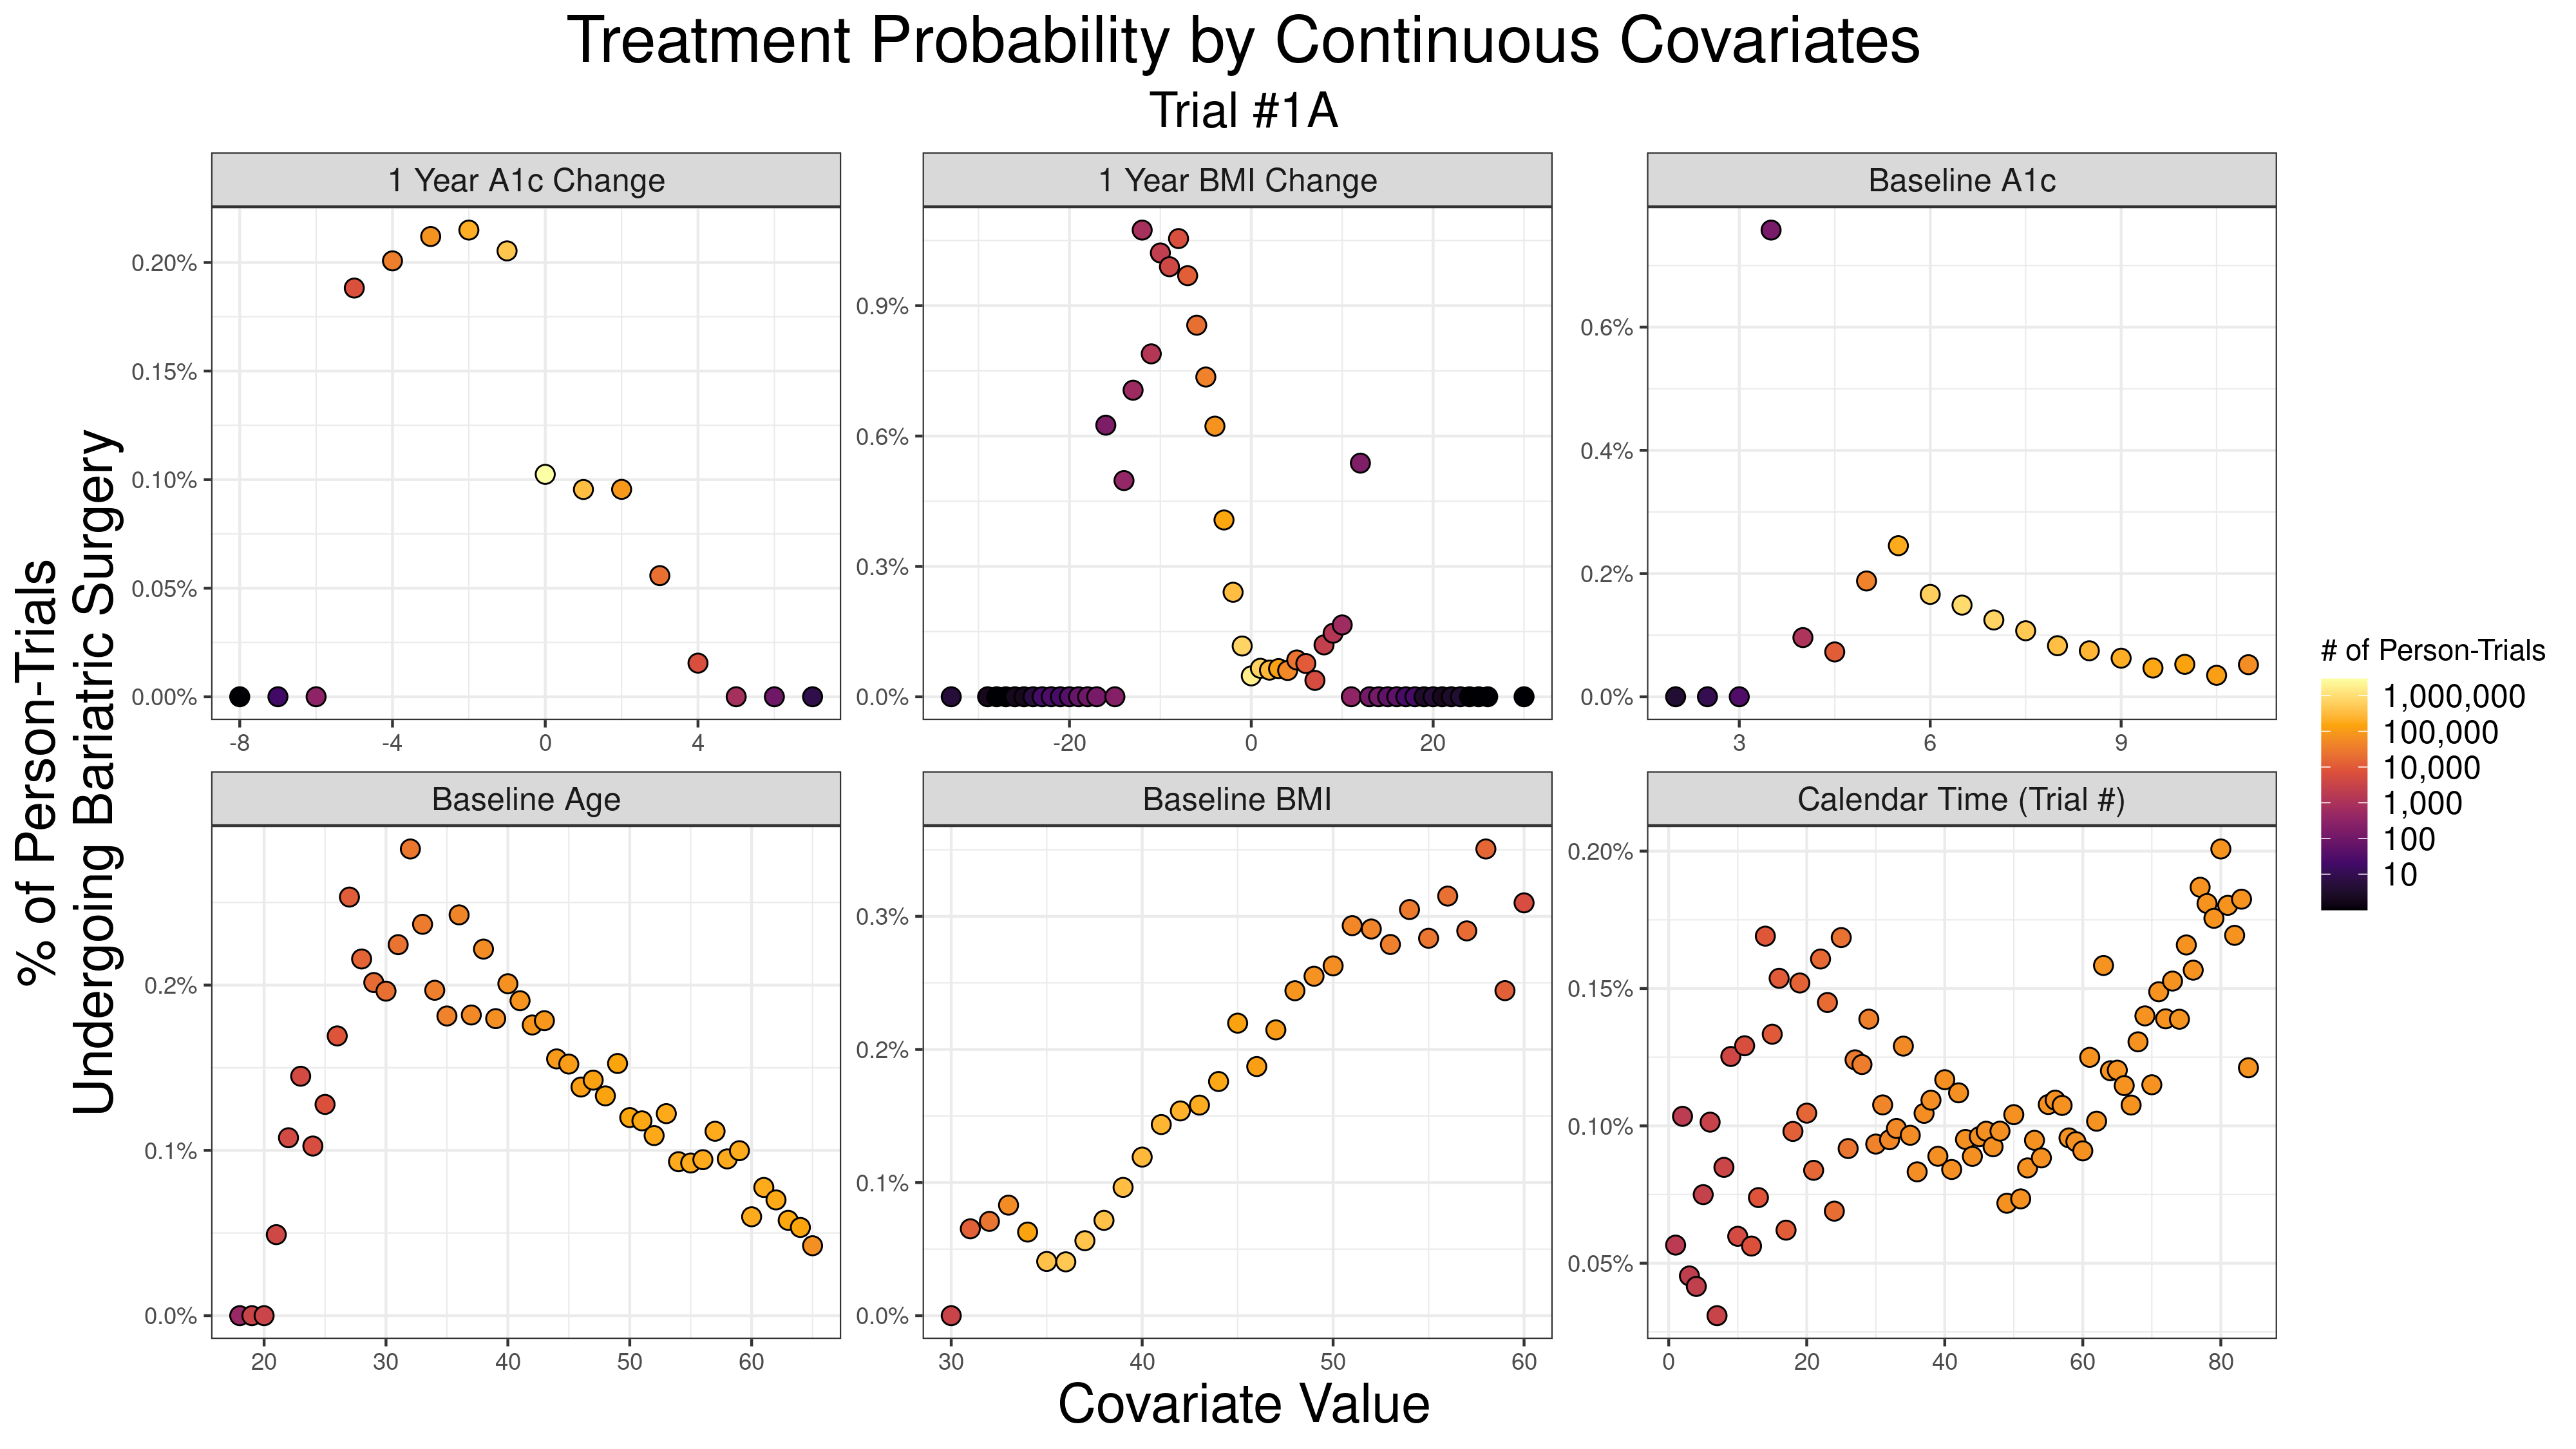 Treatment Probability by Continuous Covariates
Trial #1A
% of Person-Trials
Undergoing Bariatric Surgery
1 Year A1c Change
0.20%
0.15%
0.10%
0.05%
0.00%
-8 -4 0 4
1 Year BMI Change
0.9%
0.6%
0.3%
0.0%
-20 0 20
Baseline A1c
0.6%
0.4%
0.2%
0.0%
3 6 9
Baseline Age
0.2%
0.1%
0.0%
20 30 40 50 60
Baseline BMI
0.3%
0.2%
0.1%
0.0%
30 40 50 60
Calendar Time (Trial #)
0.20%
0.15%
0.10%
0.05%
0 20 40 60 80
Covariate Value
# of Person-Trials
1,000,000
100,000
10,000
1,000
100
10